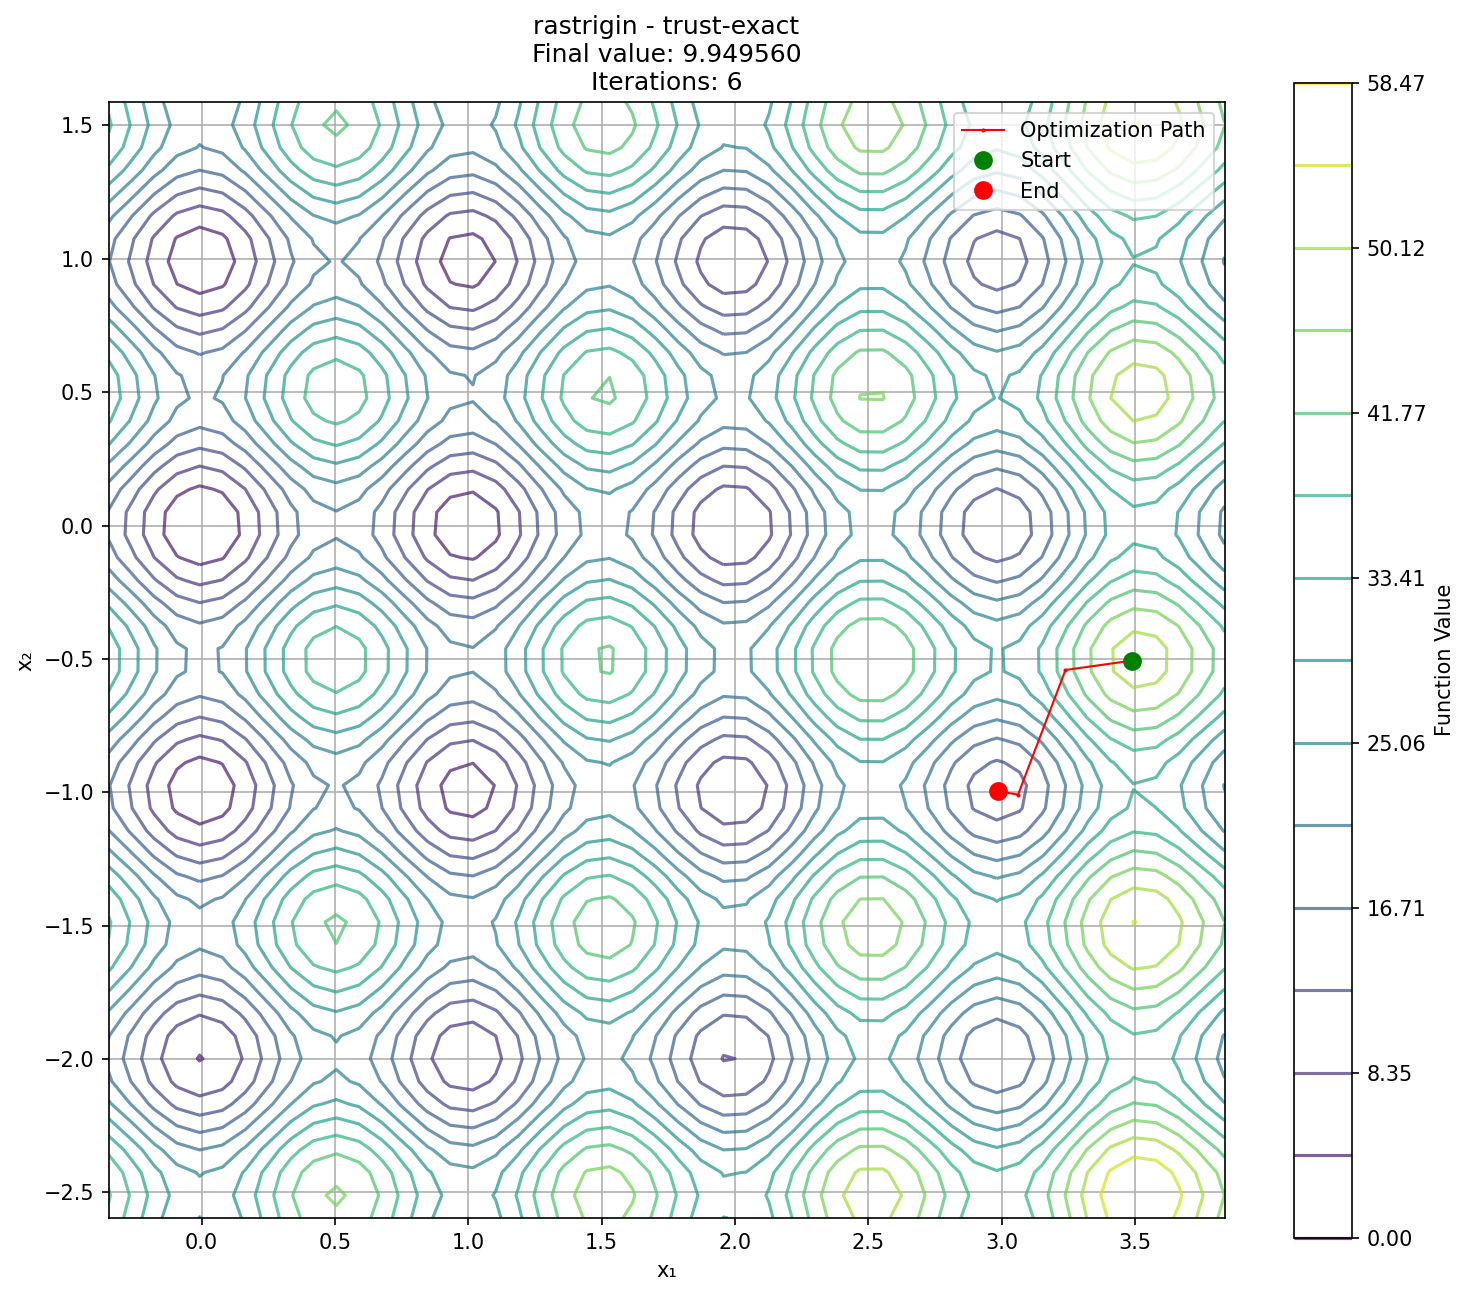 rastrigin - trust-exact
Final value: 9.949560
Iterations: 6
Optimization Path
Start
End
1.5
1.0
0.5
0.0
−0.5
−1.0
−1.5
−2.0
−2.5
x₂
0.0
0.5
1.0
1.5
2.0
2.5
3.0
3.5
x₁
58.47
50.12
41.77
33.41
25.06
16.71
8.35
0.00
Function Value